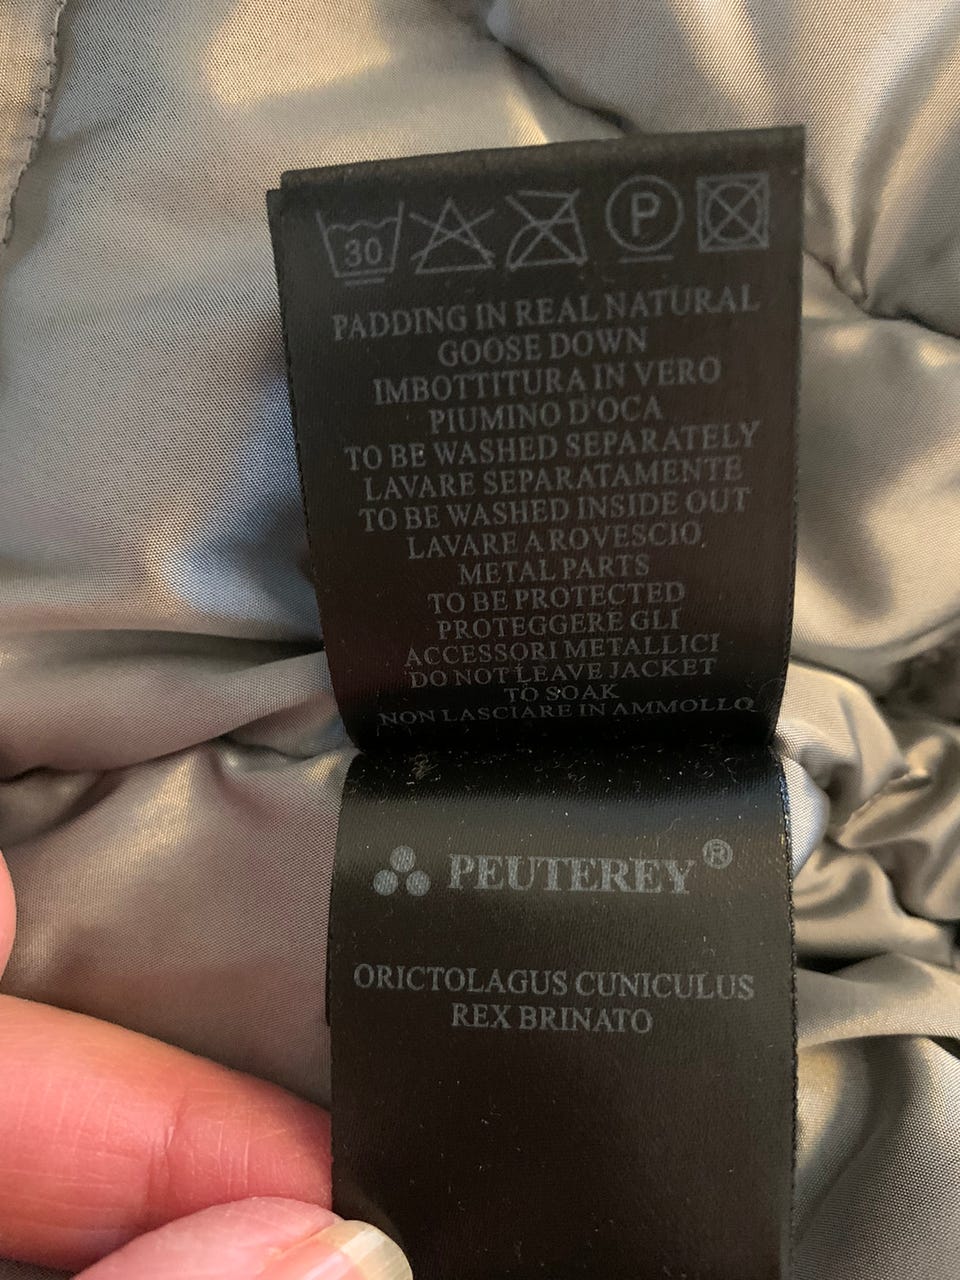 30
P
PADDING IN REAL NATURAL
GOOSE DOWN
IMBOTTITURA IN VERO
PIUMINO D'OCA
TO BE WASHED SEPARATELY
LAVARE SEPARATAMENTE
TO BE WASHED INSIDE OUT
LAVARE A ROVESCIO
METAL PARTS
TO BE PROTECTED
PROTEGGERE GLI
ACCESSORI METALLICI
DO NOT LEAVE JACKET
TO SOAK
NON LASCIARE IN AMMOLLO
PEUTEREY®
ORICTOLAGUS CUNICULUS
REX BRINATO